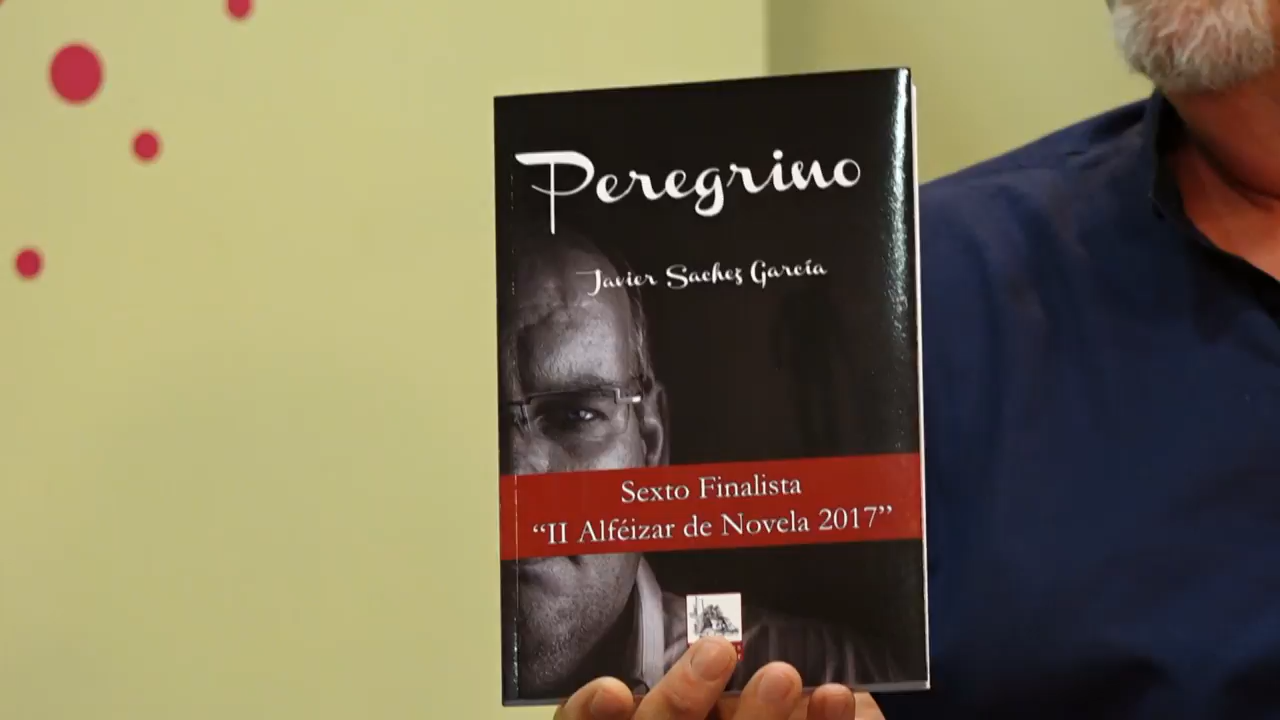 Peregrino
Javier Sachez García
Sexto Finalista
“II Alféizar de Novela 2017”